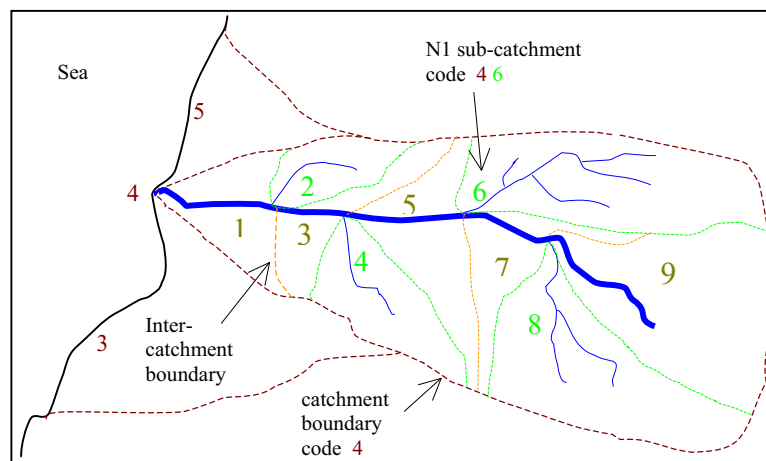 N1 sub-catchment
code 4 6
Sea
5
4
2
6
5
1
3
4
7
9
8
3
Inter-
catchment
boundary
catchment
boundary
code 4